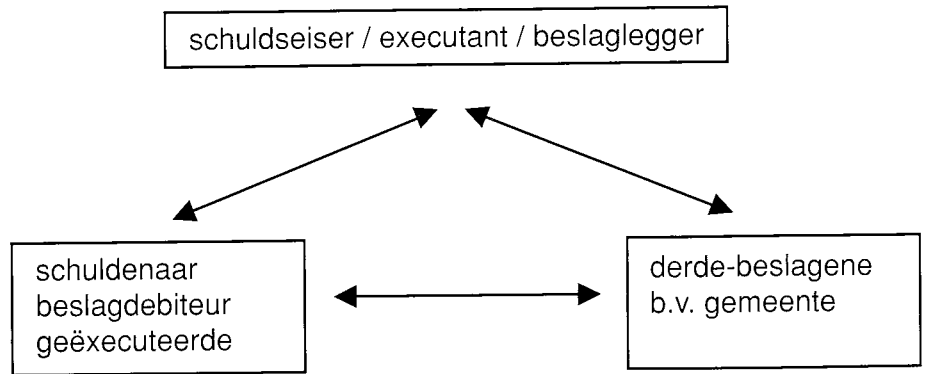 schuldseiser / executant / beslaglegger
schuldenaar
beslagdebiteur
geëxecuteerde
derde-beslagene
b.v. gemeente